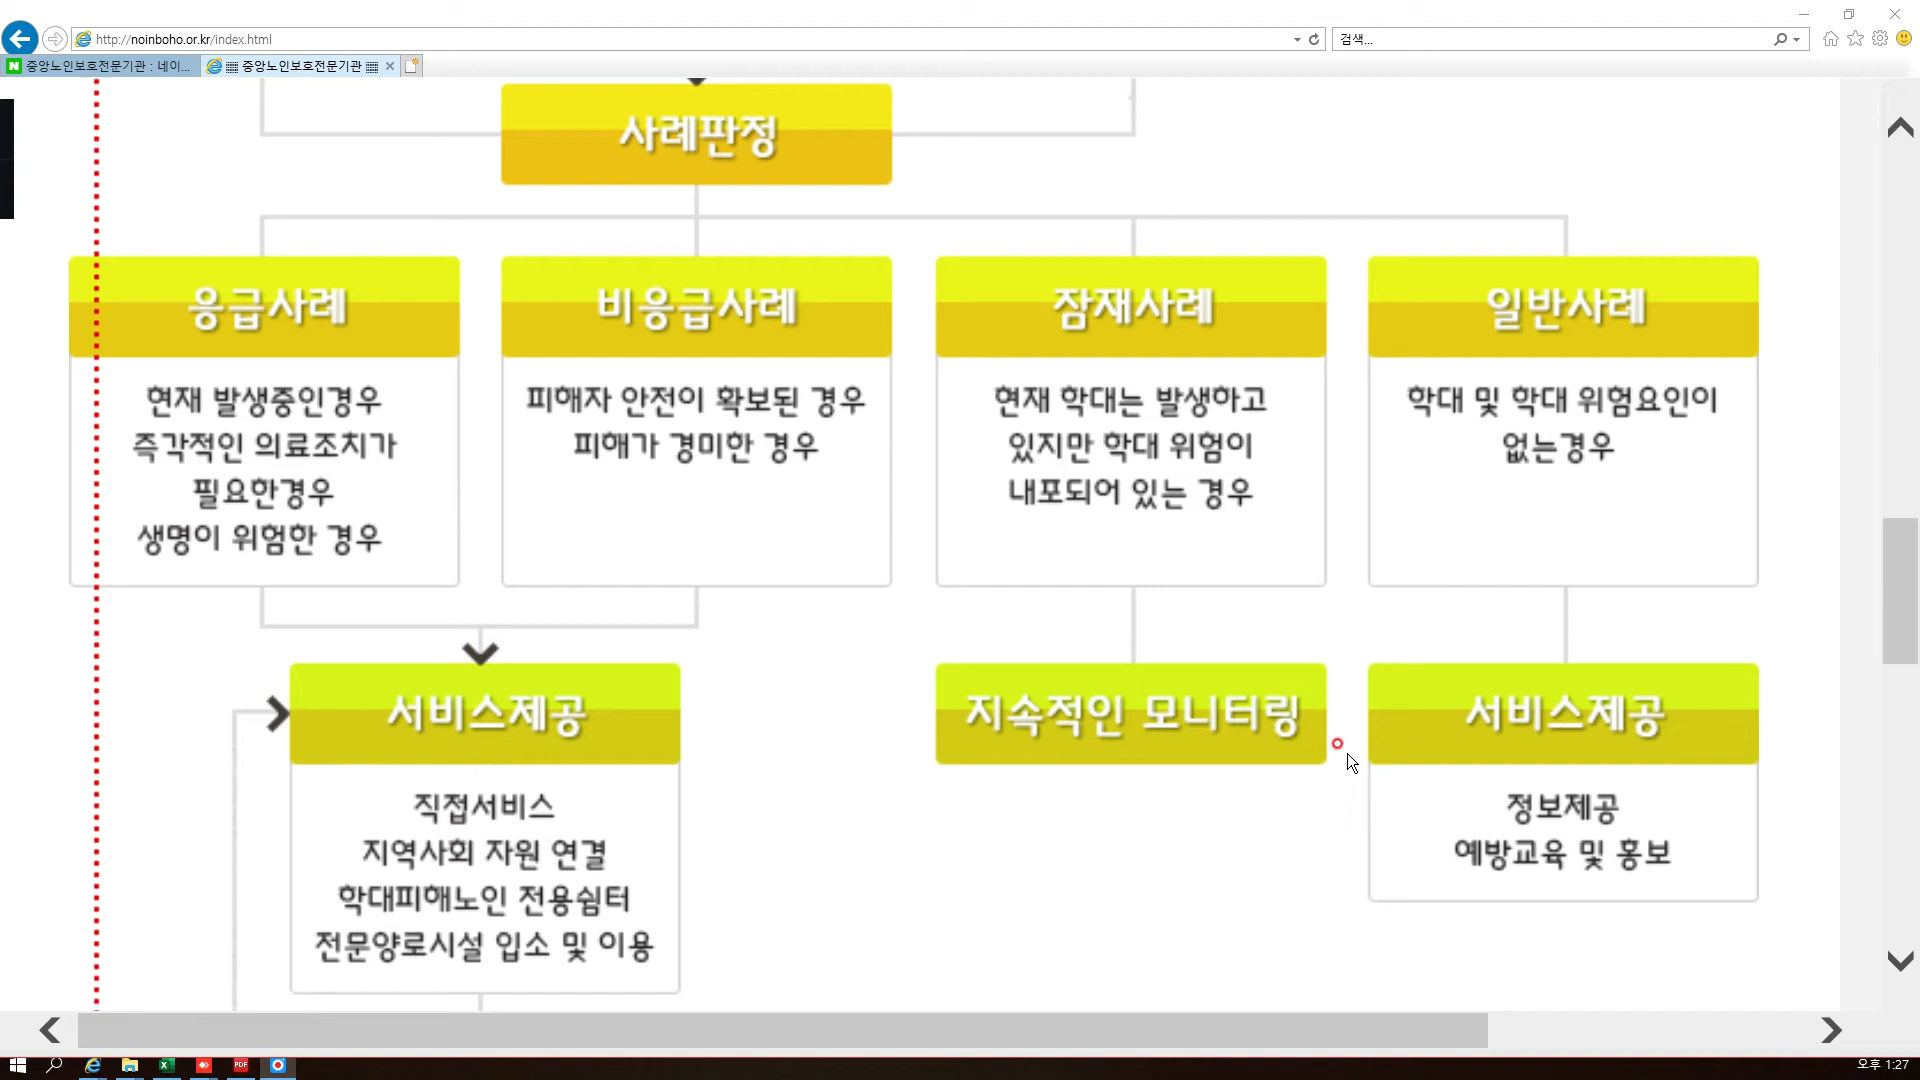 http://noinboho.or.kr/index.html
검색...
중앙노인보호전문기관 : 네이...
중앙노인보호전문기관
사례판정
응급사례
현재 발생중인경우
즉각적인 의료조치가
필요한경우
생명이 위험한 경우
비응급사례
피해자 안전이 확보된 경우
피해가 경미한 경우
잠재사례
현재 학대는 발생하고
있지만 학대 위험이
내포되어 있는 경우
일반사례
학대 및 학대 위험요인이
없는경우
서비스제공
직접서비스
지역사회 자원 연결
학대피해노인 전용쉼터
전문양로시설 입소 및 이용
지속적인 모니터링
서비스제공
정보제공
예방교육 및 홍보
PDF
오후 1:27